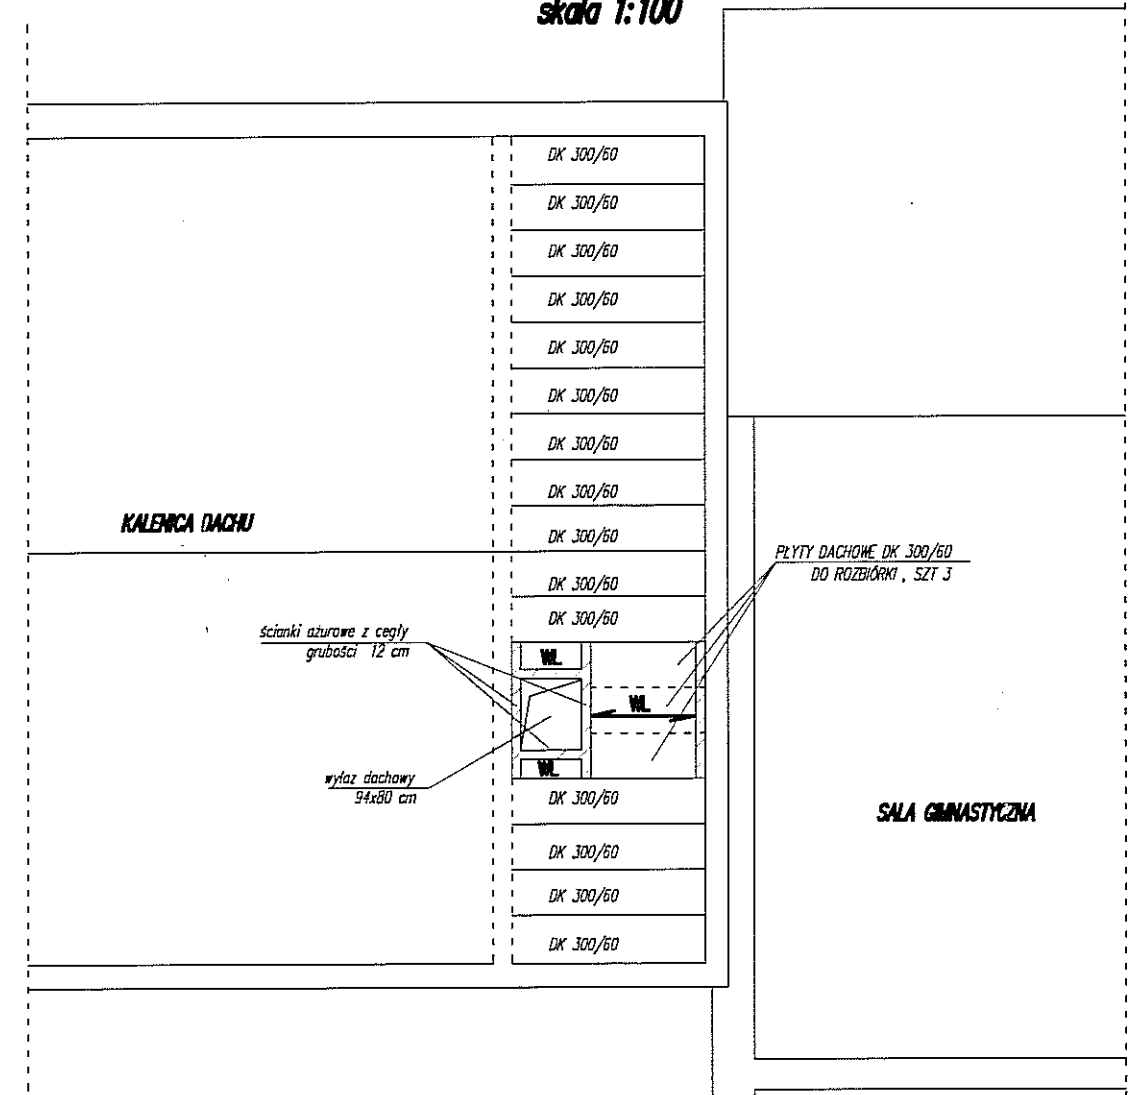 skala 1:100
DK 300/60
DK 300/60
DK 300/60
DK 300/60
DK 300/60
DK 300/60
DK 300/60
DK 300/60
KALENICA DACHU
DK 300/60
PŁYTY DACHOWE DK 300/60
DO ROZBIÓRKI , SZT 3
DK 300/60
DK 300/60
ścianki ażurowe z cegły
grubości 12 cm
WL
WL
WL
wyłaz dachowy
94x80 cm
DK 300/60
SALA GIMNASTYCZNA
DK 300/60
DK 300/60
DK 300/60